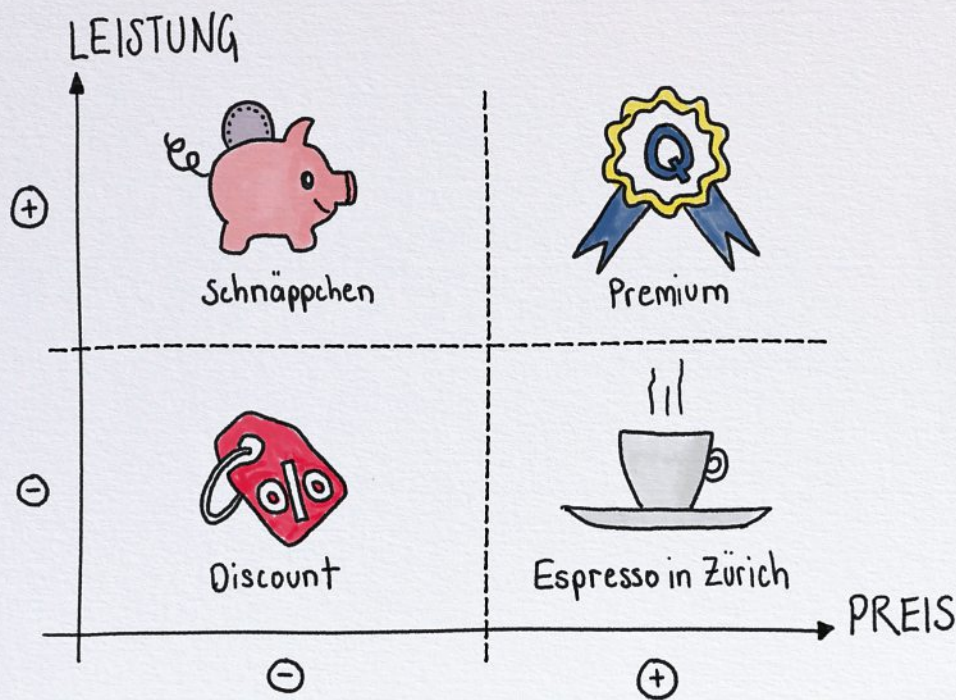 LEISTUNG
+
Q
Schnäppchen
Premium
-
%
Discount
Espresso in Zürich
PREIS
-
+